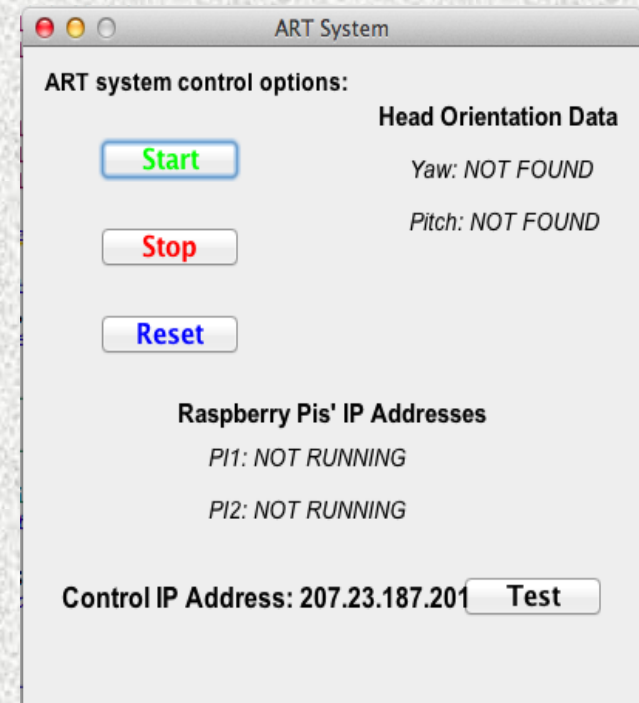 ART System
ART system control options:
Head Orientation Data
Start
Yaw: NOT FOUND
Pitch: NOT FOUND
Stop
Reset
Raspberry Pis' IP Addresses
PI1: NOT RUNNING
PI2: NOT RUNNING
Control IP Address: 207.23.187.201 Test